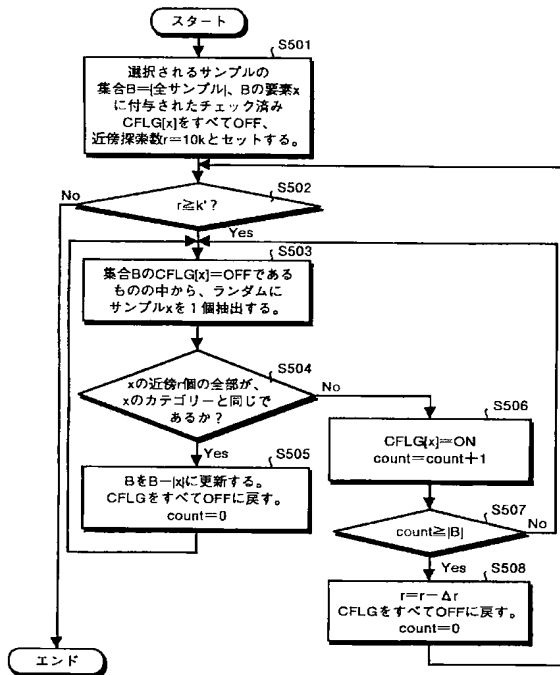 スタート
S501
選択されるサンプルの
集合B＝{全サンプル}、Bの要素x
に付与されたチェック済み
CFLG[x]をすべてOFF、
近傍探索数r＝10kとセットする。
S502
r≧k'？
No
Yes
S503
集合BのCFLG[x]＝OFFである
ものの中から、ランダムに
サンプルxを１個抽出する。
S504
xの近傍r個の全部が、
xのカテゴリーと同じで
あるか？
No
Yes
S505
BをB－{x}に更新する。
CFLGをすべてOFFに戻す。
count＝0
S506
CFLG[x]＝ON
count＝count＋1
S507
count≧|B|
No
Yes
S508
r＝r－Δr
CFLGをすべてOFFに戻す。
count＝0
エンド